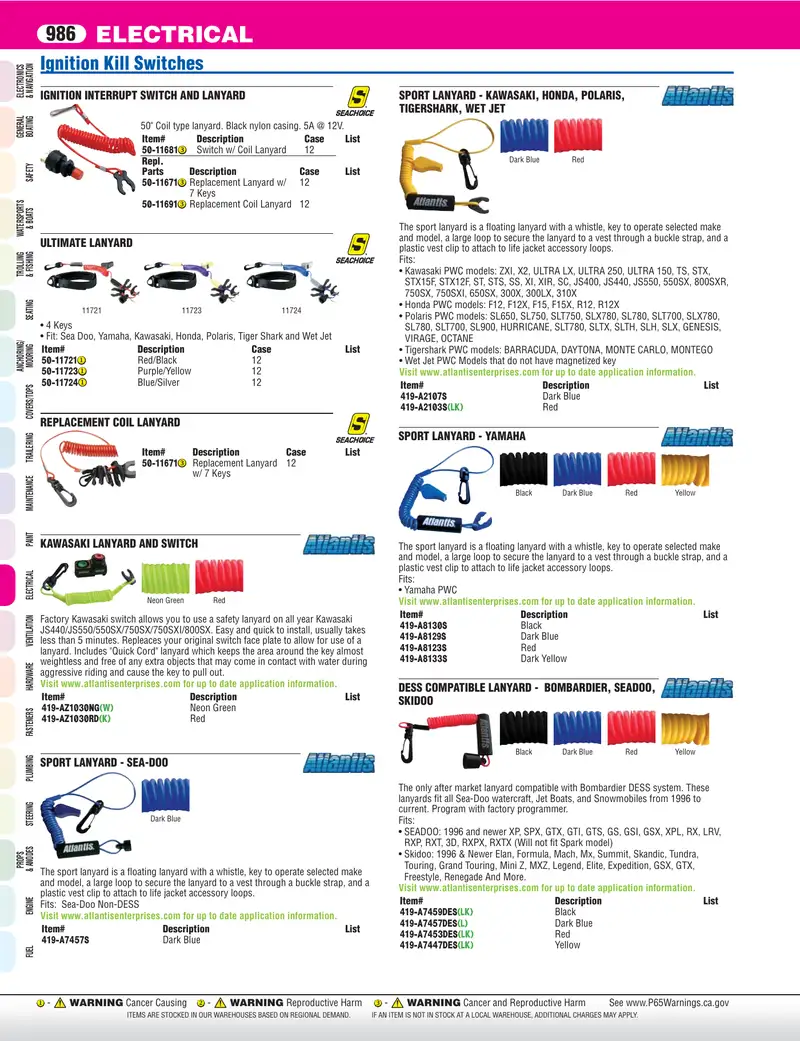 986 ELECTRICAL
Ignition Kill Switches
ELECTRONICS
& NAVIGATION
GENERAL
BOATING
SAFETY
WATERSPORTS
& BOATS
TROLLING
& FISHING
SEATING
ANCHORING/
MOORING
COVERS/TOPS
TRAILERING
MAINTENANCE
PAINT
ELECTRICAL
VENTILATION
HARDWARE
FASTENERS
PLUMBING
STEERING
PROPS
& ANODES
ENGINE
FUEL
IGNITION INTERRUPT SWITCH AND LANYARD
S
SEACHOICE
50" Coil type lanyard. Black nylon casing. 5A @ 12V.
Item# Description Case List
50-11681 3 Switch w/ Coil Lanyard 12
Repl.
Parts Description Case List
50-11671 3 Replacement Lanyard w/ 12
7 Keys
50-11691 3 Replacement Coil Lanyard 12
ULTIMATE LANYARD
S
SEACHOICE
11721 11723 11724
• 4 Keys
• Fit: Sea Doo, Yamaha, Kawasaki, Honda, Polaris, Tiger Shark and Wet Jet
Item# Description Case List
50-11721 1 Red/Black 12
50-11723 1 Purple/Yellow 12
50-11724 1 Blue/Silver 12
REPLACEMENT COIL LANYARD
S
SEACHOICE
Item# Description Case List
50-11671 3 Replacement Lanyard 12
w/ 7 Keys
KAWASAKI LANYARD AND SWITCH
Atlantis
Neon Green Red
Factory Kawasaki switch allows you to use a safety lanyard on all year Kawasaki
JS440/JS550/550SX/750SX/750SXI/800SX. Easy and quick to install, usually takes
less than 5 minutes. Repleaces your original switch face plate to allow for use of a
lanyard. Includes "Quick Cord" lanyard which keeps the area around the key almost
weightless and free of any extra objects that may come in contact with water during
aggressive riding and cause the key to pull out.
Visit www.atlantisenterprises.com for up to date application information.
Item# Description List
419-AZ1030NG(W) Neon Green
419-AZ1030RD(K) Red
SPORT LANYARD - SEA-DOO
Atlantis
Dark Blue
Atlantis.
The sport lanyard is a floating lanyard with a whistle, key to operate selected make
and model, a large loop to secure the lanyard to a vest through a buckle strap, and a
plastic vest clip to attach to life jacket accessory loops.
Fits: Sea-Doo Non-DESS
Visit www.atlantisenterprises.com for up to date application information.
Item# Description List
419-A7457S Dark Blue
SPORT LANYARD - KAWASAKI, HONDA, POLARIS,
TIGERSHARK, WET JET
Atlantis
Dark Blue Red
Atlantis.
The sport lanyard is a floating lanyard with a whistle, key to operate selected make
and model, a large loop to secure the lanyard to a vest through a buckle strap, and a
plastic vest clip to attach to life jacket accessory loops.
Fits:
• Kawasaki PWC models: ZXI, X2, ULTRA LX, ULTRA 250, ULTRA 150, TS, STX,
STX15F, STX12F, ST, STS, SS, XI, XIR, SC, JS400, JS440, JS550, 550SX, 800SXR,
750SX, 750SXI, 650SX, 300X, 300LX, 310X
• Honda PWC models: F12, F12X, F15, F15X, R12, R12X
• Polaris PWC models: SL650, SL750, SLT750, SLX780, SL780, SLT700, SLX780,
SL780, SLT700, SL900, HURRICANE, SLT780, SLTX, SLTH, SLH, SLX, GENESIS,
VIRAGE, OCTANE
• Tigershark PWC models: BARRACUDA, DAYTONA, MONTE CARLO, MONTEGO
• Wet Jet PWC Models that do not have magnetized key
Visit www.atlantisenterprises.com for up to date application information.
Item# Description List
419-A2107S Dark Blue
419-A2103S(LK) Red
SPORT LANYARD - YAMAHA
Atlantis
Black Dark Blue Red Yellow
Atlantis.
The sport lanyard is a floating lanyard with a whistle, key to operate selected make
and model, a large loop to secure the lanyard to a vest through a buckle strap, and a
plastic vest clip to attach to life jacket accessory loops.
Fits:
• Yamaha PWC
Visit www.atlantisenterprises.com for up to date application information.
Item# Description List
419-A8130S Black
419-A8129S Dark Blue
419-A8123S Red
419-A8133S Dark Yellow
DESS COMPATIBLE LANYARD - BOMBARDIER, SEADOO,
SKIDOO
Atlantis
Atlantis
Black Dark Blue Red Yellow
The only after market lanyard compatible with Bombardier DESS system. These
lanyards fit all Sea-Doo watercraft, Jet Boats, and Snowmobiles from 1996 to
current. Program with factory programmer.
Fits:
• SEADOO: 1996 and newer XP, SPX, GTX, GTI, GTS, GS, GSI, GSX, XPL, RX, LRV,
RXP, RXT, 3D, RXPX, RXTX (Will not fit Spark model)
• Skidoo: 1996 & Newer Elan, Formula, Mach, Mx, Summit, Skandic, Tundra,
Touring, Grand Touring, Mini Z, MXZ, Legend, Elite, Expedition, GSX, GTX,
Freestyle, Renegade And More.
Visit www.atlantisenterprises.com for up to date application information.
Item# Description List
419-A7459DES(LK) Black
419-A7457DES(L) Dark Blue
419-A7453DES(LK) Red
419-A7447DES(LK) Yellow
1 - WARNING Cancer Causing 2 - WARNING Reproductive Harm 3 - WARNING Cancer and Reproductive Harm See www.P65Warnings.ca.gov
ITEMS ARE STOCKED IN OUR WAREHOUSES BASED ON REGIONAL DEMAND. IF AN ITEM IS NOT IN STOCK AT A LOCAL WAREHOUSE, ADDITIONAL CHARGES MAY APPLY.